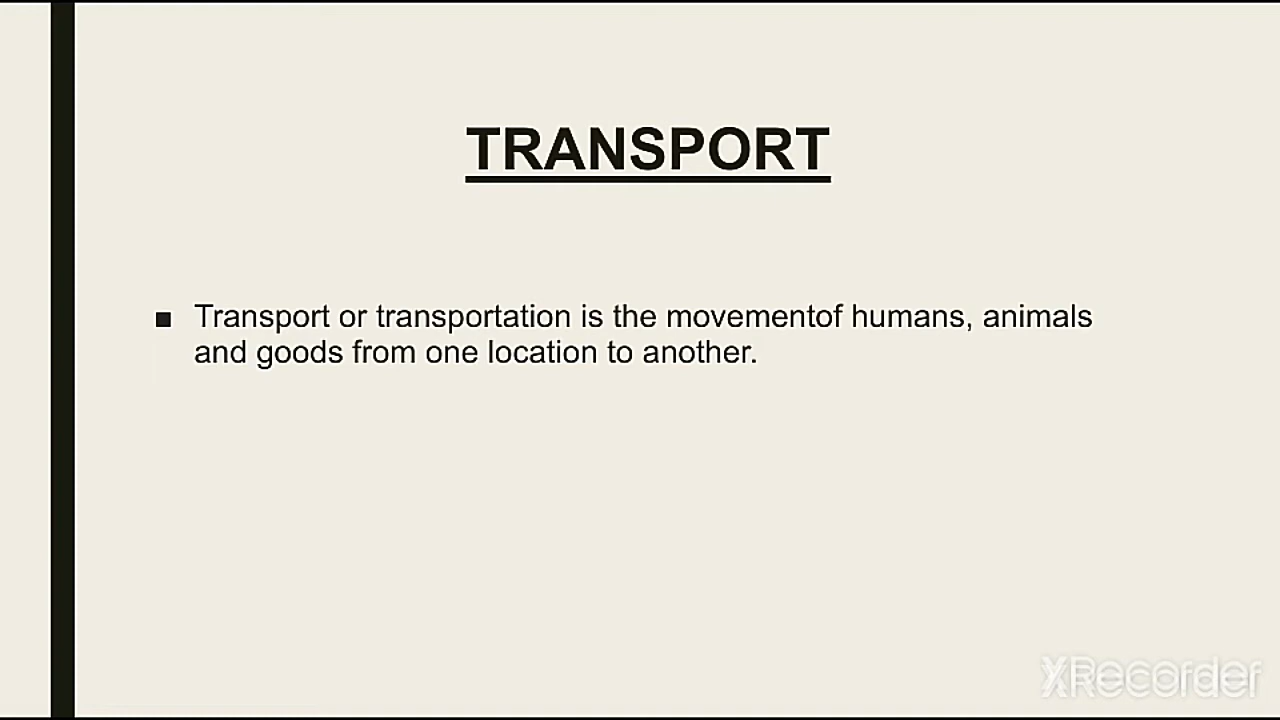 TRANSPORT
■ Transport or transportation is the movementof humans, animals
and goods from one location to another.
XRecorder